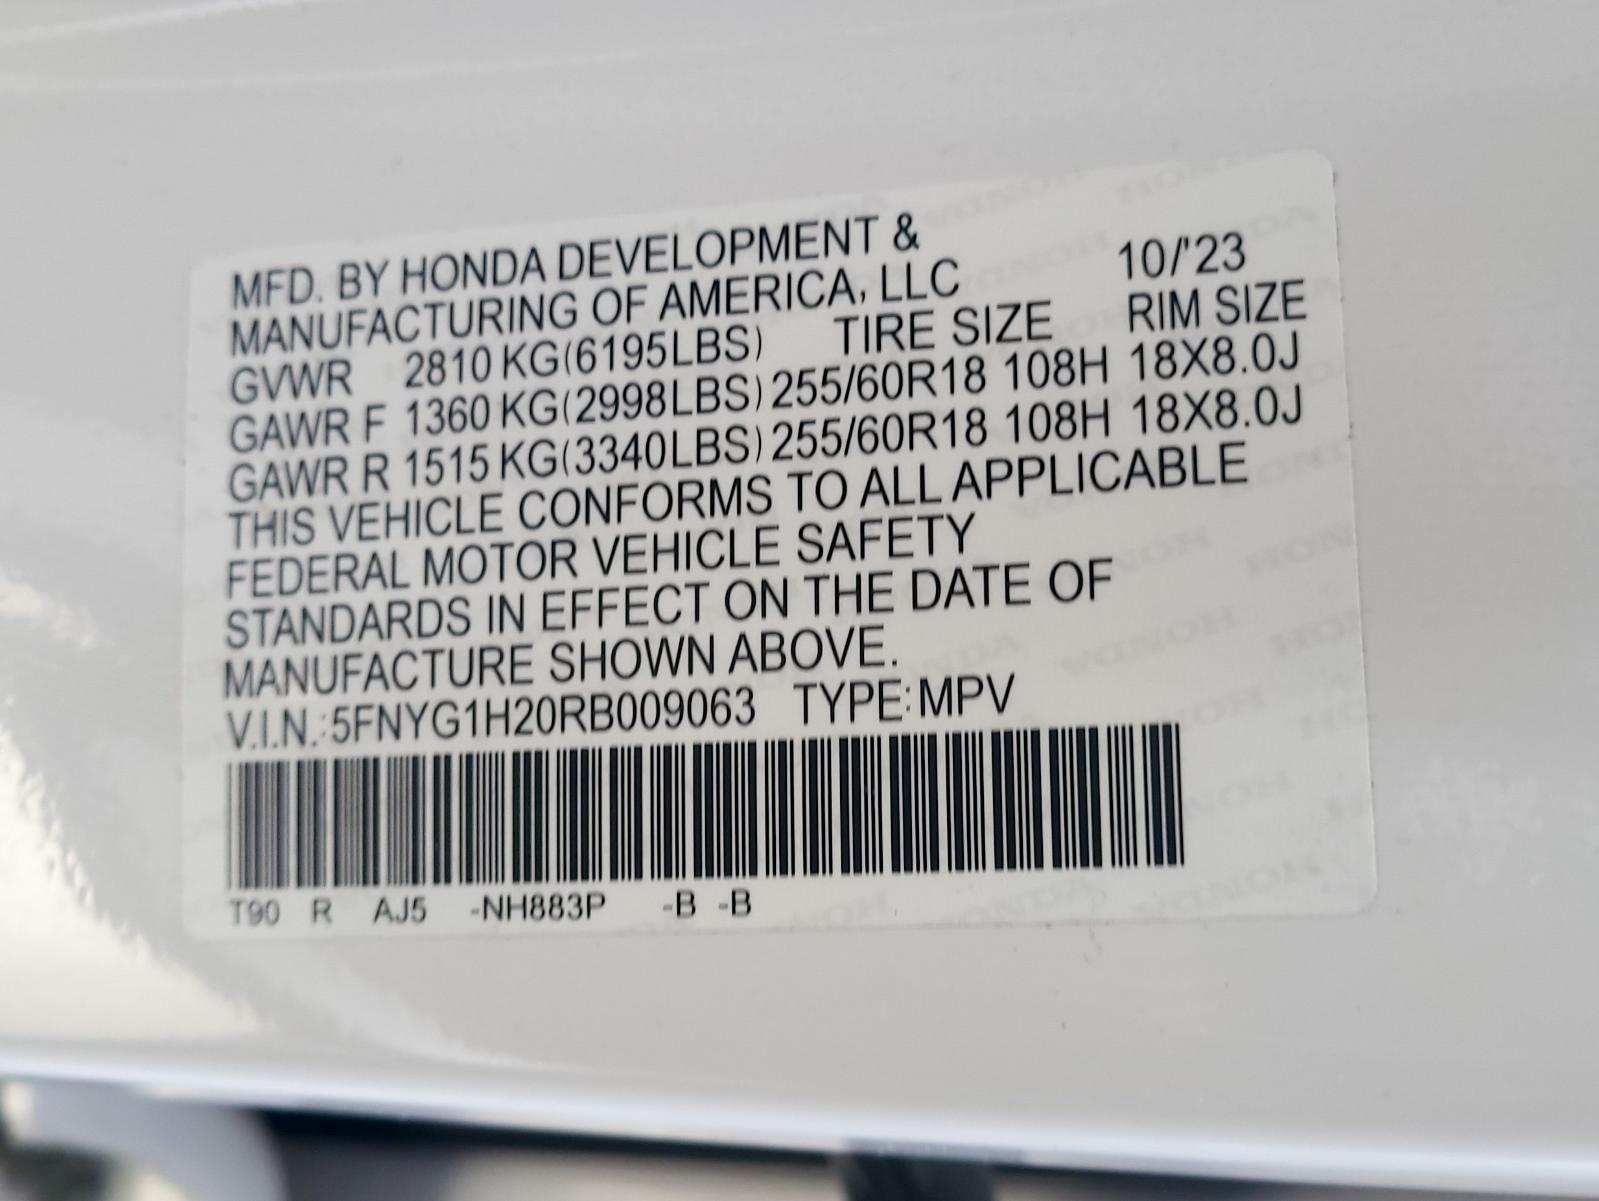 MFD. BY HONDA DEVELOPMENT &
MANUFACTURING OF AMERICA, LLC 10/'23
GVWR 2810 KG(6195LBS) TIRE SIZE RIM SIZE
GAWR F 1360 KG(2998LBS) 255/60R18 108H 18X8.0J
GAWR R 1515 KG(3340LBS) 255/60R18 108H 18X8.0J
THIS VEHICLE CONFORMS TO ALL APPLICABLE
FEDERAL MOTOR VEHICLE SAFETY
STANDARDS IN EFFECT ON THE DATE OF
MANUFACTURE SHOWN ABOVE.
V.I.N.:5FNYG1H20RB009063 TYPE:MPV
T90 R AJ5 -NH883P -B -B